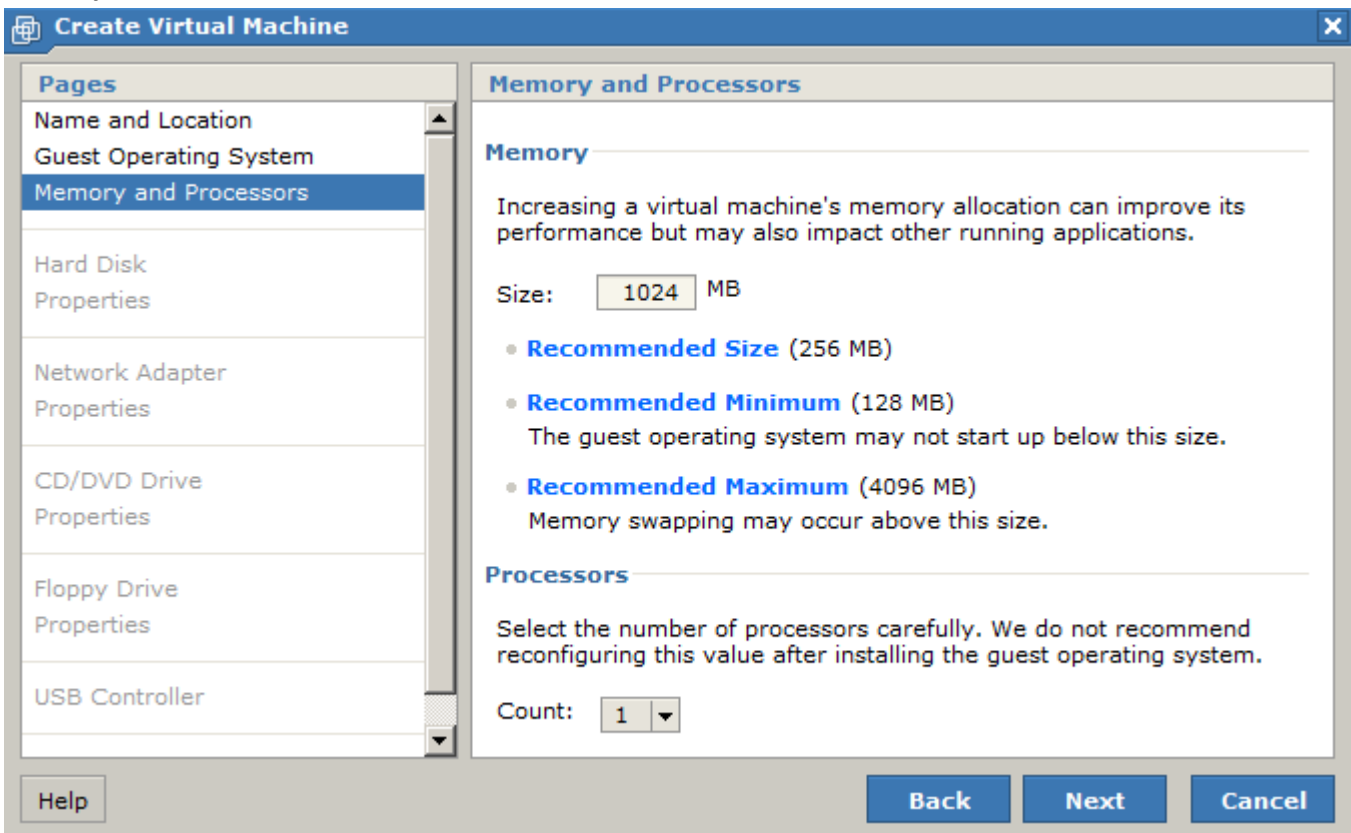 Create Virtual Machine
Pages
Name and Location
Guest Operating System
Memory and Processors
Hard Disk
Properties
Network Adapter
Properties
CD/DVD Drive
Properties
Floppy Drive
Properties
USB Controller
Memory and Processors
Memory
Increasing a virtual machine's memory allocation can improve its
performance but may also impact other running applications.
Size: 1024 MB
Recommended Size (256 MB)
Recommended Minimum (128 MB)
The guest operating system may not start up below this size.
Recommended Maximum (4096 MB)
Memory swapping may occur above this size.
Processors
Select the number of processors carefully. We do not recommend
reconfiguring this value after installing the guest operating system.
Count: 1
Help
Back
Next
Cancel